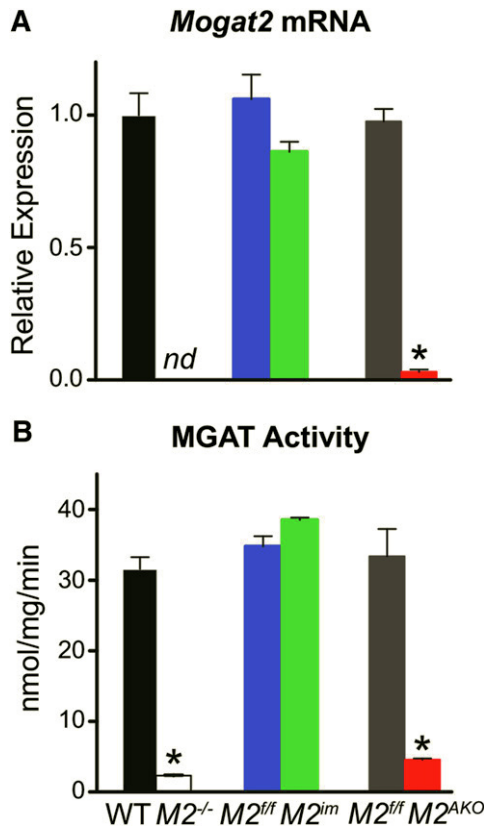 A
Mogat2 mRNA
Relative Expression
1.0
0.5
0.0
nd
*
B
MGAT Activity
nmol/mg/min
40
30
20
10
0
*
*
WT M2-/- M2f/f M2im M2f/f M2AKO